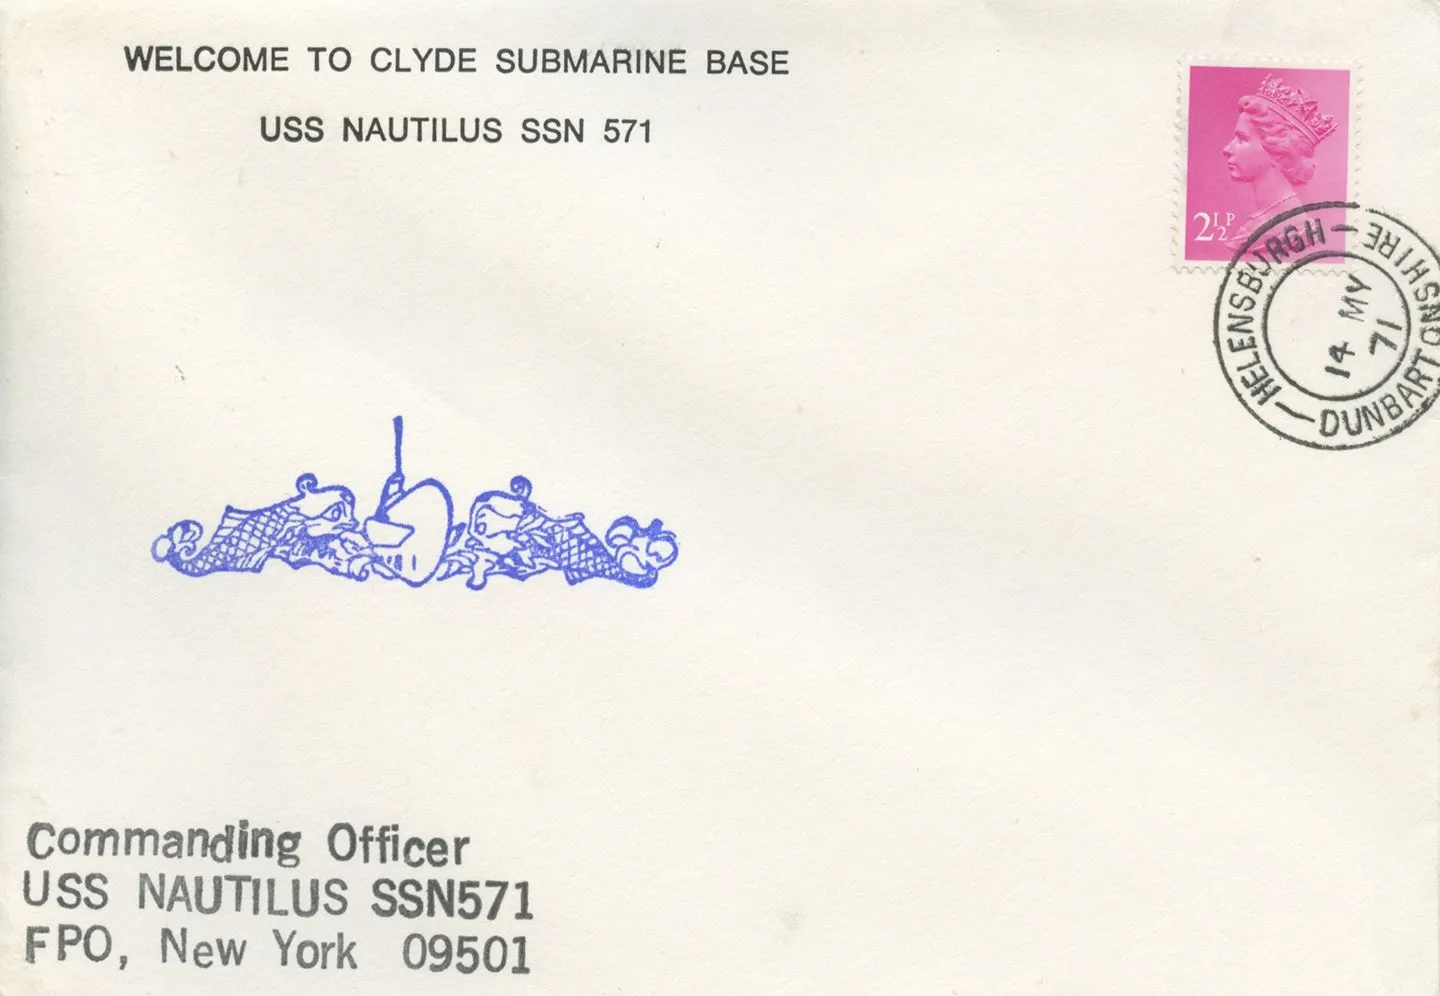 WELCOME TO CLYDE SUBMARINE BASE
USS NAUTILUS SSN 571
2½P
HELENSBURGH — DUNBARTONSHIRE —
14 MY
71
Commanding Officer
USS NAUTILUS SSN571
FPO, New York 09501